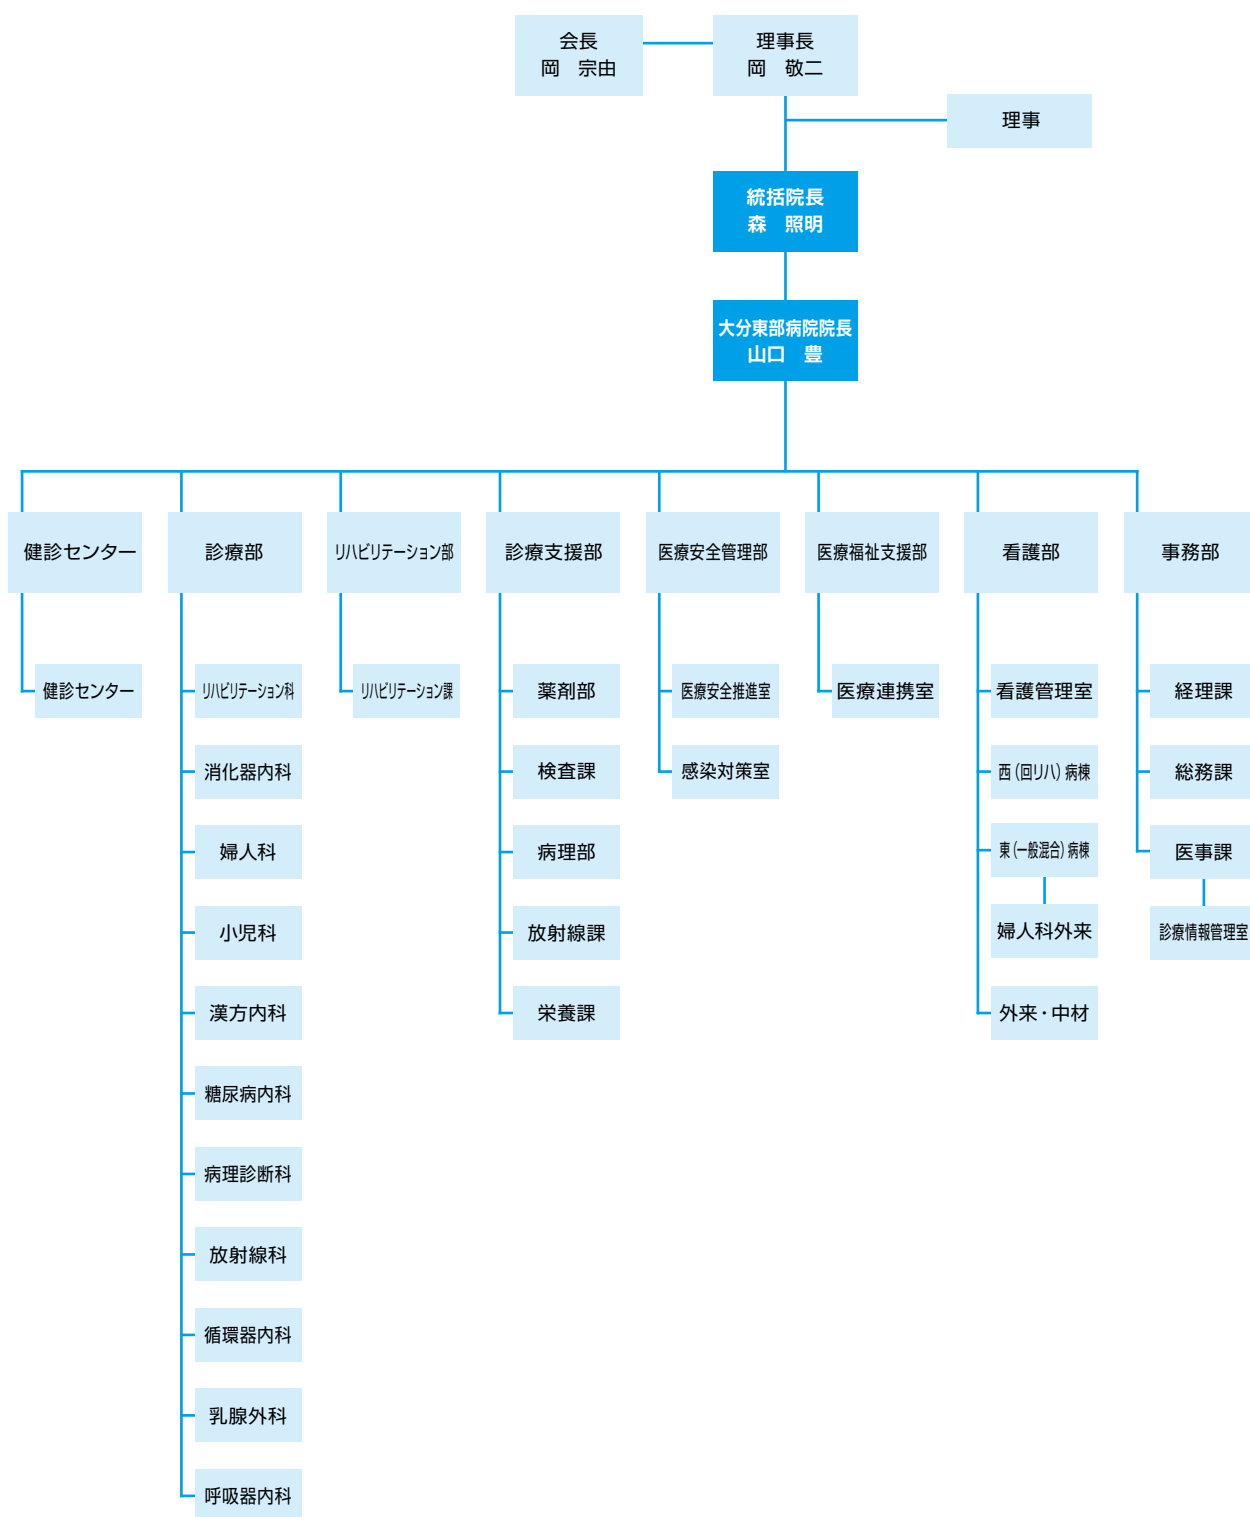 会長
岡　宗由
理事長
岡　敬二
理事
統括院長
森　照明
大分東部病院院長
山口　豊
健診センター
診療部
リハビリテーション部
診療支援部
医療安全管理部
医療福祉支援部
看護部
事務部
健診センター
リハビリテーション科
消化器内科
婦人科
小児科
漢方内科
糖尿病内科
病理診断科
放射線科
循環器内科
乳腺外科
呼吸器内科
リハビリテーション課
薬剤部
検査課
病理部
放射線課
栄養課
医療安全推進室
感染対策室
医療連携室
看護管理室
西（回リハ）病棟
東（一般混合）病棟
婦人科外来
外来・中材
経理課
総務課
医事課
診療情報管理室